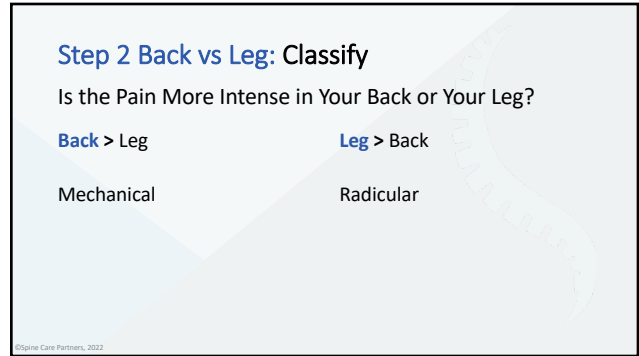 Step 2 Back vs Leg: Classify
Is the Pain More Intense in Your Back or Your Leg?
Back > Leg
Leg > Back
Mechanical
Radicular
©Spine Care Partners, 2022